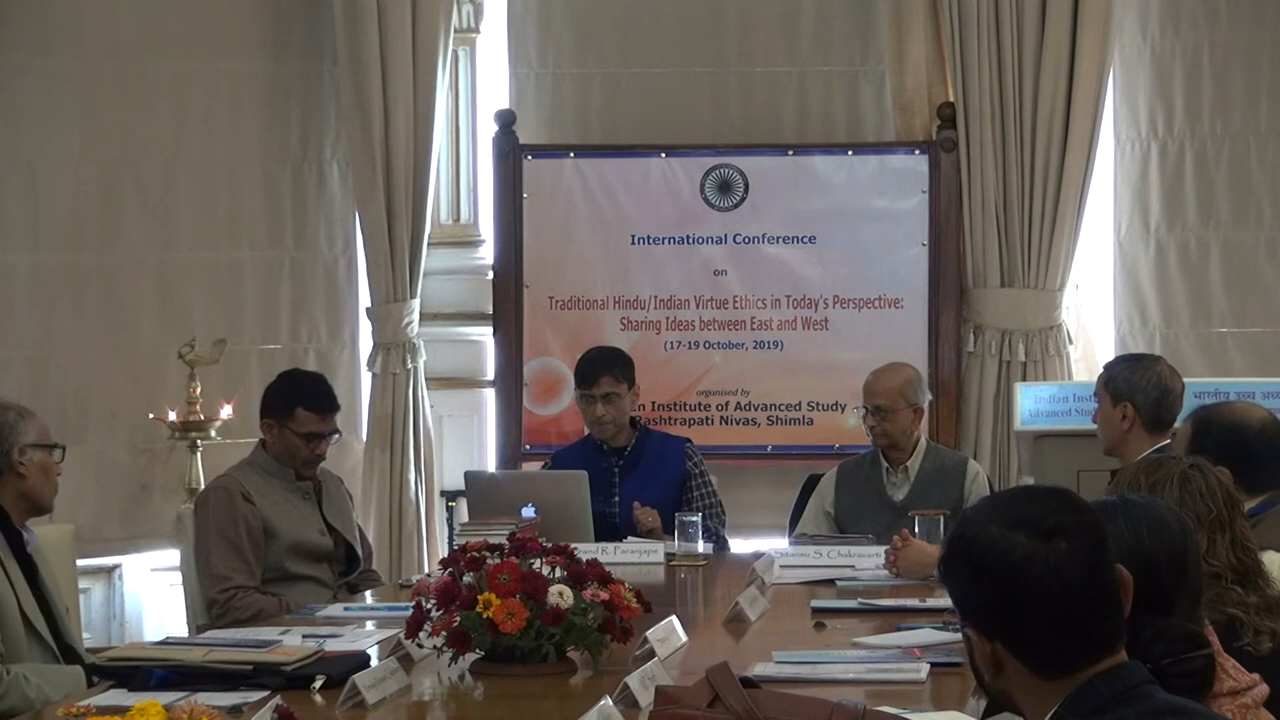 International Conference
on
Traditional Hindu/Indian Virtue Ethics in Today's Perspective:
Sharing Ideas between East and West
(17-19 October, 2019)
organised by
n Institute of Advanced Study
Rashtrapati Nivas, Shimla
Indian Insti
Advanced Stud
भारतीय उच्च अध्य
rand R. Paranjape
Sitansu S. Chakravarti